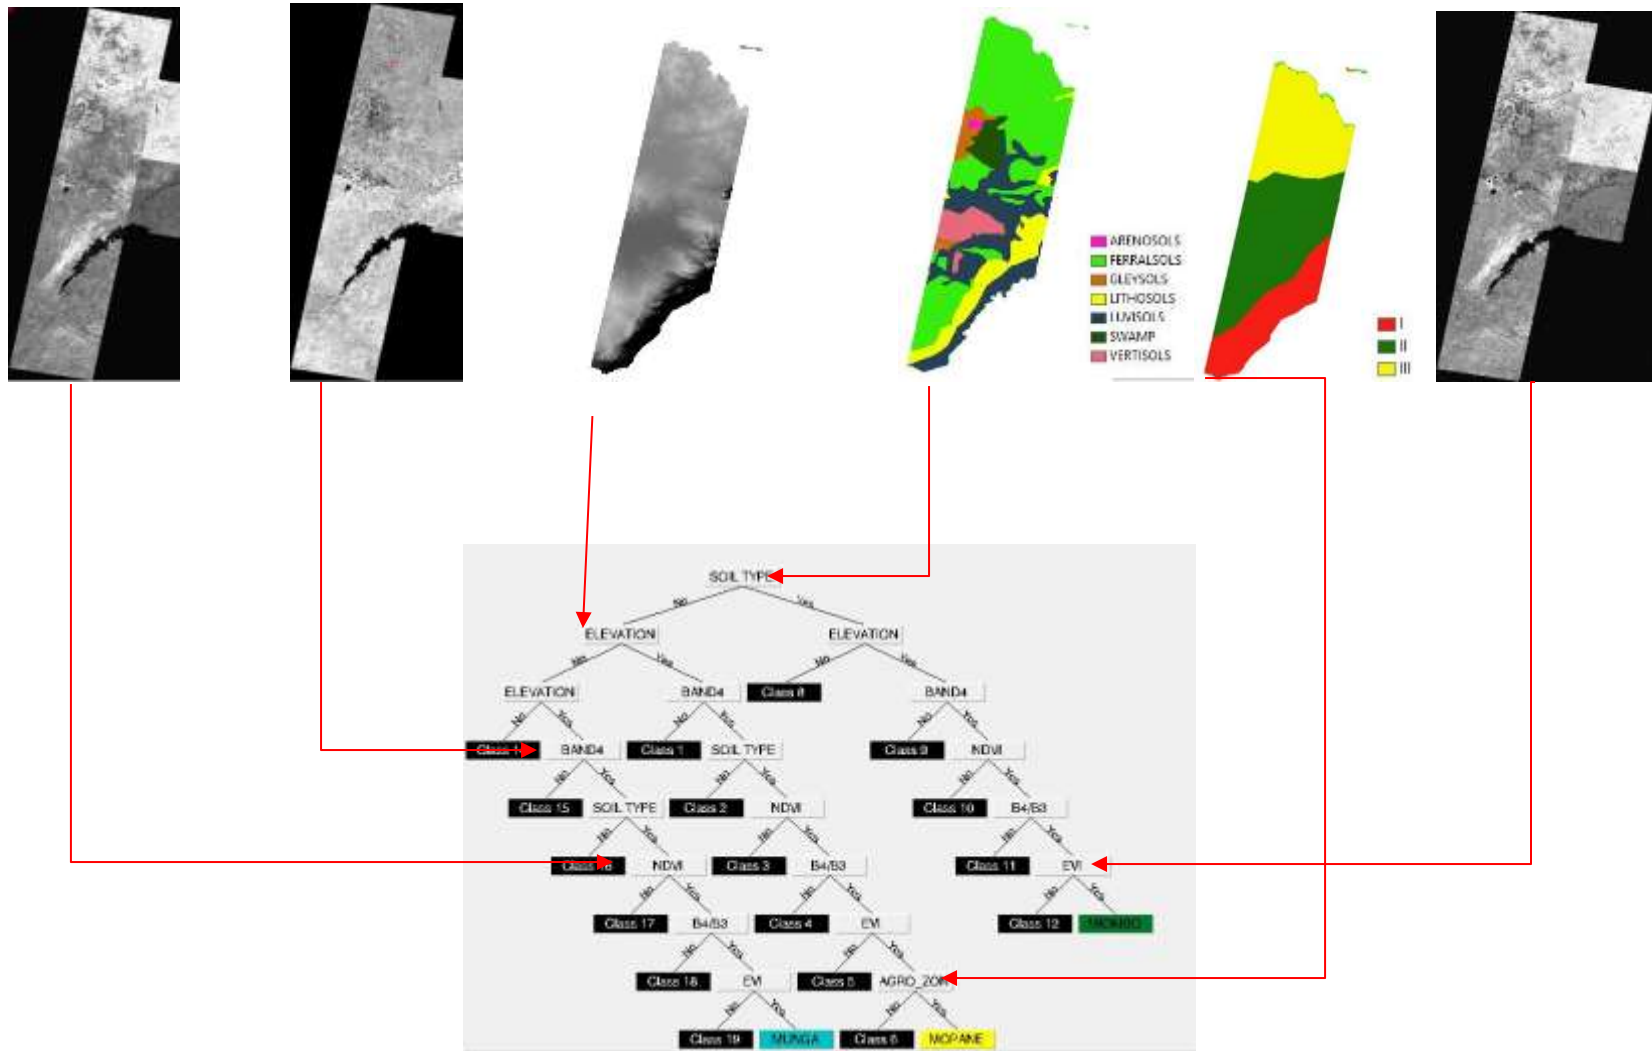 ARENOSOLS
FERRALSOLS
GLEYSOLS
LITHOSOLS
LUVISOLS
SWAMP
VERTISOLS
I
II
III
SOIL TYPE
No Yes
ELEVATION ELEVATION
No Yes No Yes
ELEVATION BAND4 Class 8 BAND4
No Yes No Yes No Yes
Class BAND4 Class 1 SOIL TYPE Class 9 NDVI
No Yes No Yes No Yes
Class 15 SOIL TYPE Class 2 NDVI Class 10 B4/B3
No Yes No Yes No Yes
Class 16 NDVI Class 3 B4/B3 Class 11 EVI
No Yes No Yes No Yes
Class 17 B4/B3 Class 4 EVI Class 12
No Yes No Yes
Class 18 EVI Class 5 AGRO_ZON
No Yes No Yes
Class 19 MUNGA Class 6 MOPANE